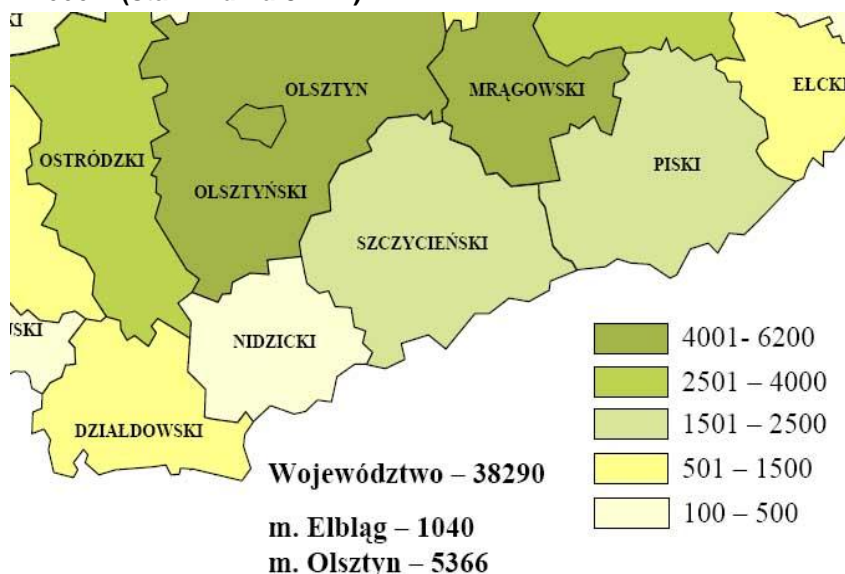 OLSZTYN
MRĄGOWSKI
EŁCKI
OSTRÓDZKI
PISKI
OLSZTYŃSKI
SZCZYCIEŃSKI
NIDZICKI
DZIAŁDOWSKI
4001- 6200
2501 – 4000
1501 – 2500
501 – 1500
100 – 500
Województwo – 38290
m. Elbląg – 1040
m. Olsztyn – 5366